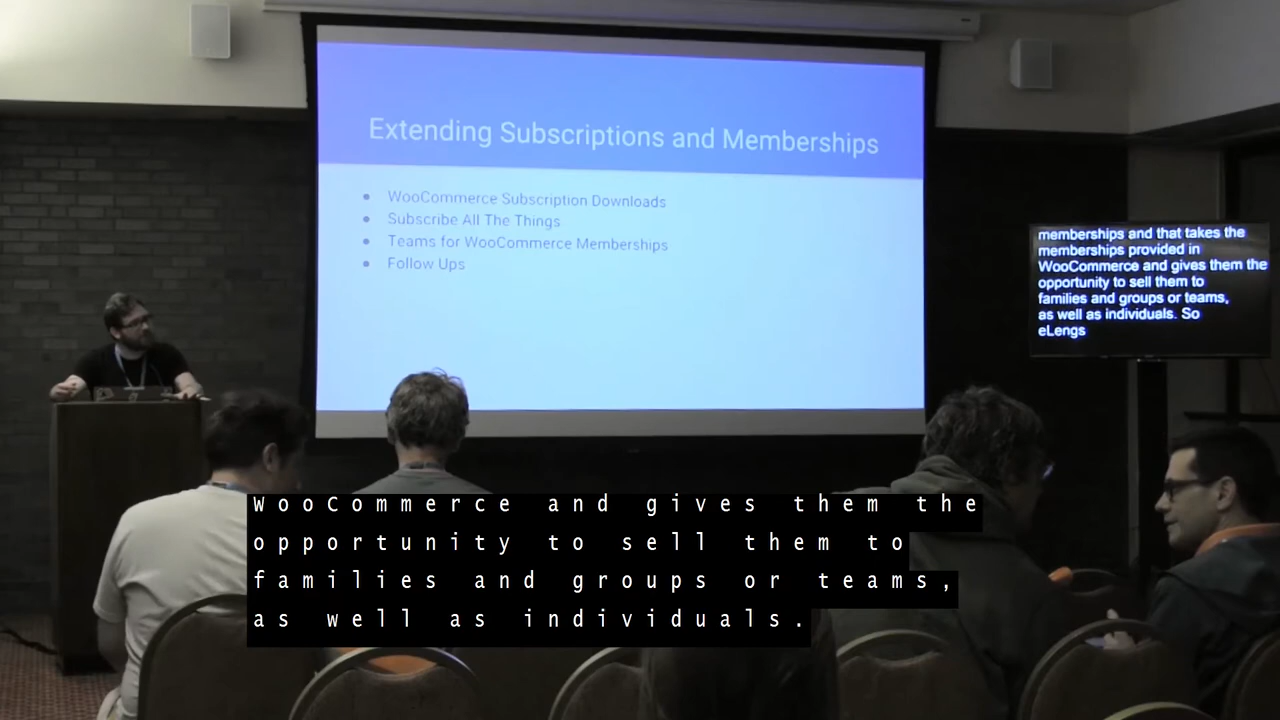 Extending Subscriptions and Memberships
• WooCommerce Subscription Downloads
• Subscribe All The Things
• Teams for WooCommerce Memberships
• Follow Ups
memberships and that takes the
memberships provided in
WooCommerce and gives them the
opportunity to sell them to
families and groups or teams,
as well as individuals. So
eLengs
WooCommerce and gives them the
opportunity to sell them to
families and groups or teams,
as well as individuals.